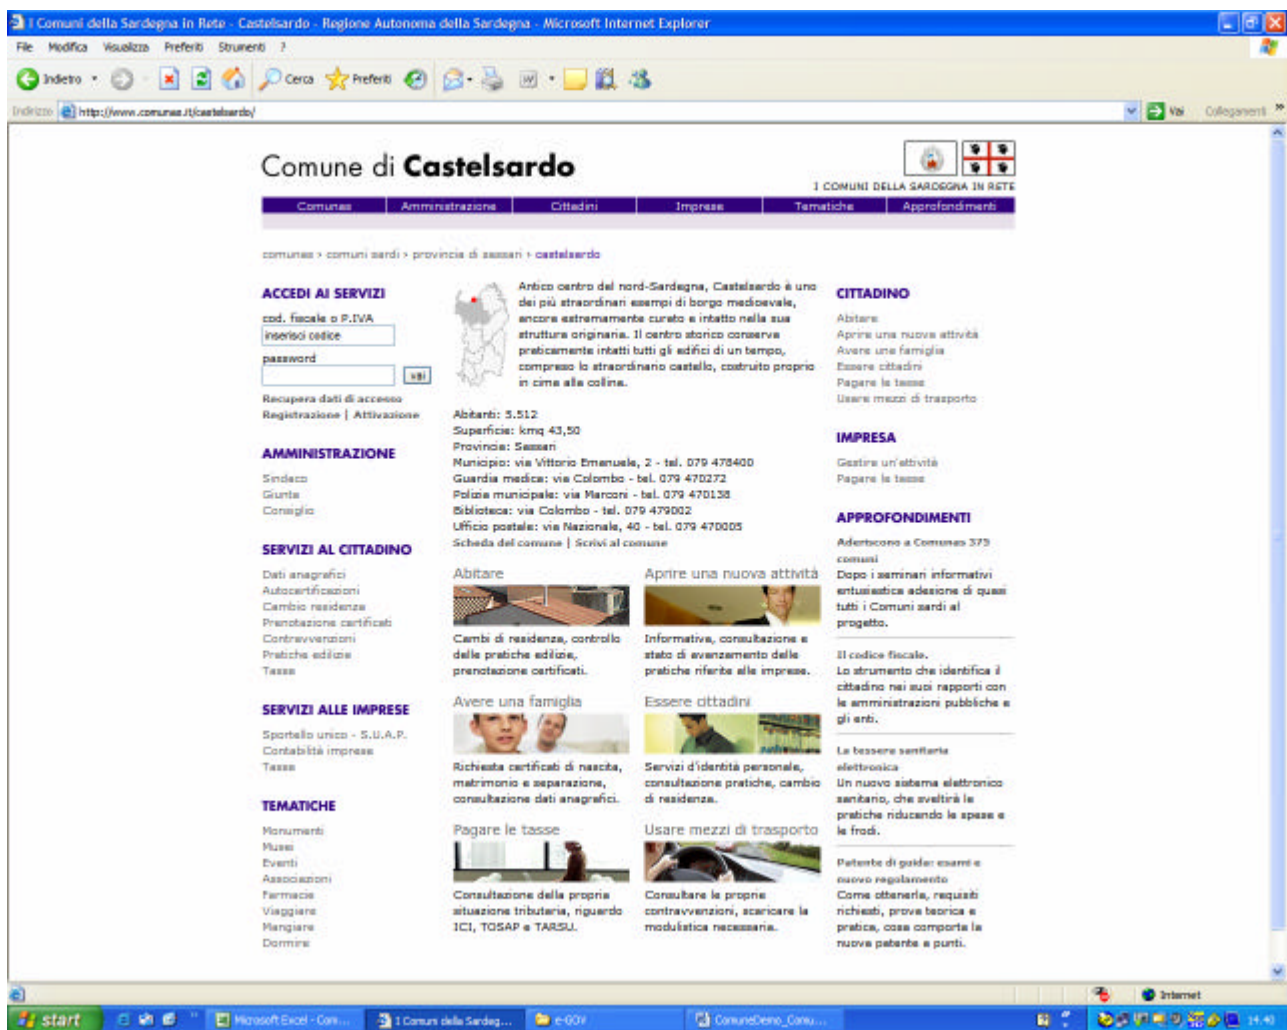 I Comuni della Sardegna in Rete - Castelsardo - Regione Autonoma della Sardegna - Microsoft Internet Explorer
File Modifica Visualizza Preferiti Strumenti ?
Indietro Cerca Preferiti
Indirizzo http://www.comunas.it/castelsardo/ Vai Collegamenti »
Comune di Castelsardo
I COMUNI DELLA SARDEGNA IN RETE
Comunas Amministrazione Cittadini Imprese Tematiche Approfondimenti
comunas > comuni sardi > provincia di sassari > castelsardo
ACCEDI AI SERVIZI
cod. fiscale o P.IVA
inserisci codice
password
vai
Recupera dati di accesso
Registrazione | Attivazione
AMMINISTRAZIONE
Sindaco
Giunta
Consiglio
SERVIZI AL CITTADINO
Dati anagrafici
Autocertificazioni
Cambio residenza
Prenotazione certificati
Contravvenzioni
Pratiche edilizie
Tasse
SERVIZI ALLE IMPRESE
Sportello unico - S.U.A.P.
Contabilità imprese
Tasse
TEMATICHE
Monumenti
Musei
Eventi
Associazioni
Farmacie
Viaggiare
Mangiare
Dormire
Antico centro del nord-Sardegna, Castelsardo è uno
dei più straordinari esempi di borgo medioevale,
ancora estremamente curato e intatto nella sua
struttura originaria. Il centro storico conserva
praticamente intatti tutti gli edifici di un tempo,
compreso lo straordinario castello, costruito proprio
in cima alla collina.
Abitanti: 5.512
Superficie: kmq 43,50
Provincia: Sassari
Municipio: via Vittorio Emanuele, 2 - tel. 079 478400
Guardia medica: via Colombo - tel. 079 470272
Polizia municipale: via Marconi - tel. 079 470138
Biblioteca: via Colombo - tel. 079 479002
Ufficio postale: via Nazionale, 40 - tel. 079 470005
Scheda del comune | Scrivi al comune
Abitare
Cambi di residenza, controllo
delle pratiche edilizie,
prenotazione certificati.
Aprire una nuova attività
Informativa, consultazione e
stato di avanzamento delle
pratiche riferite alle imprese.
Avere una famiglia
Richiesta certificati di nascita,
matrimonio e separazione,
consultazione dati anagrafici.
Essere cittadini
Servizi d'identità personale,
consultazione pratiche, cambio
di residenza.
Pagare le tasse
Consultazione della propria
situazione tributaria, riguardo
ICI, TOSAP e TARSU.
Usare mezzi di trasporto
Consultare le proprie
contravvenzioni, scaricare la
modulistica necessaria.
CITTADINO
Abitare
Aprire una nuova attività
Avere una famiglia
Essere cittadini
Pagare le tasse
Usare mezzi di trasporto
IMPRESA
Gestire un'attività
Pagare le tasse
APPROFONDIMENTI
Aderiscono a Comunas 375
comuni
Dopo i seminari informativi
entusiastica adesione di quasi
tutti i Comuni sardi al
progetto.
Il codice fiscale.
Lo strumento che identifica il
cittadino nei suoi rapporti con
le amministrazioni pubbliche e
gli enti.
La tessera sanitaria
elettronica
Un nuovo sistema elettronico
sanitario, che sveltirà le
pratiche riducendo le spese e
le frodi.
Patente di guida: esami e
nuovo regolamento
Come ottenerla, requisiti
richiesti, prova teorica e
pratica, cosa comporta la
nuova patente a punti.
Internet
start Microsoft Excel - Com... I Comuni della Sardeg... e-GOV ComuneDemo_Comu... 14.40